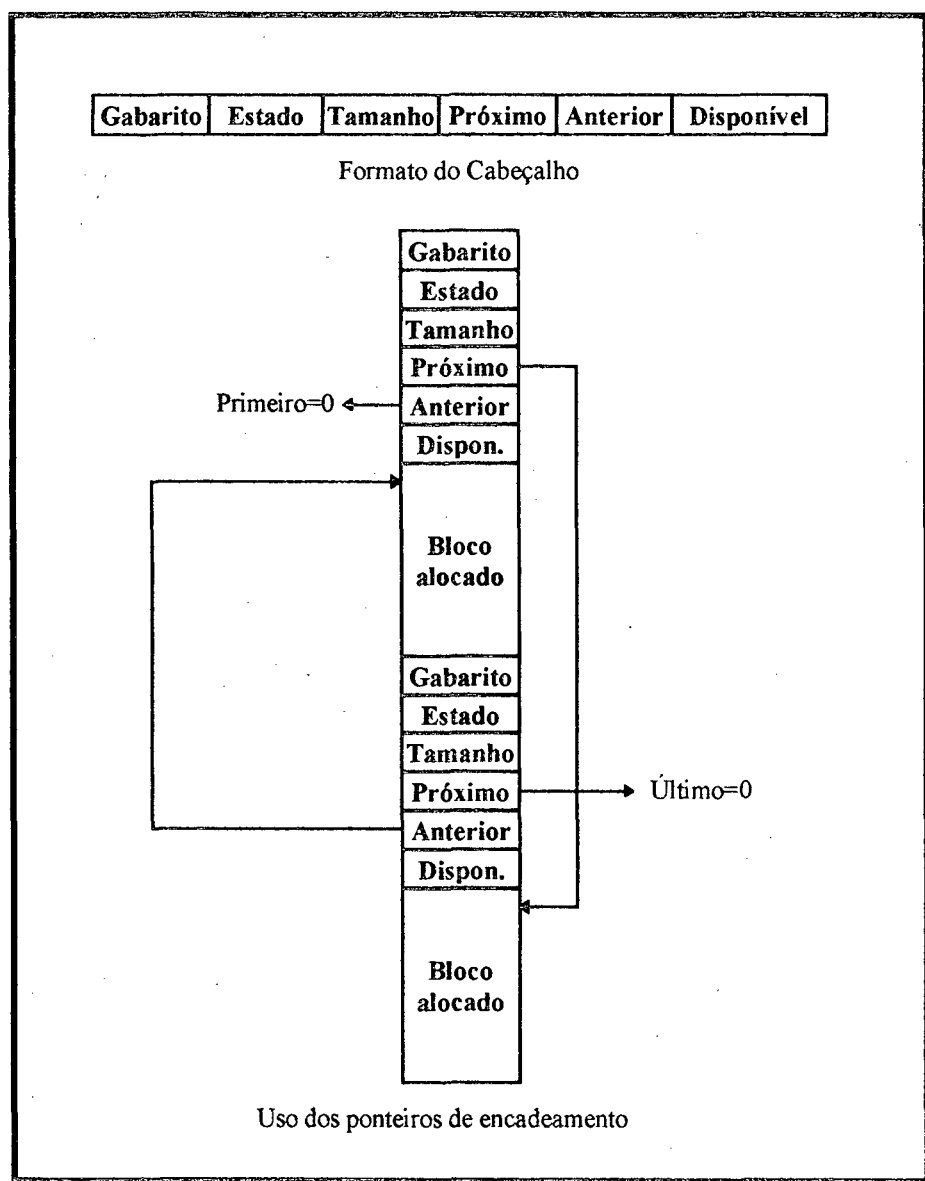 Gabarito Estado Tamanho Próximo Anterior Disponível
Formato do Cabeçalho
Gabarito
Estado
Tamanho
Próximo
Primeiro=0 Anterior
Dispon.
Bloco
alocado
Gabarito
Estado
Tamanho
Próximo Último=0
Anterior
Dispon.
Bloco
alocado
Uso dos ponteiros de encadeamento